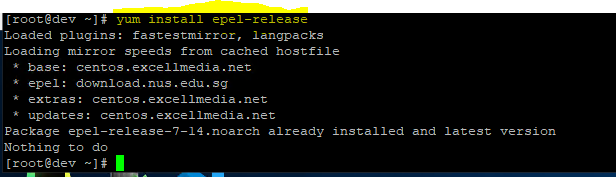 [root@dev ~]# yum install epel-release
Loaded plugins: fastestmirror, langpacks
Loading mirror speeds from cached hostfile
 * base: centos.excellmedia.net
 * epel: download.nus.edu.sg
 * extras: centos.excellmedia.net
 * updates: centos.excellmedia.net
Package epel-release-7-14.noarch already installed and latest version
Nothing to do
[root@dev ~]#